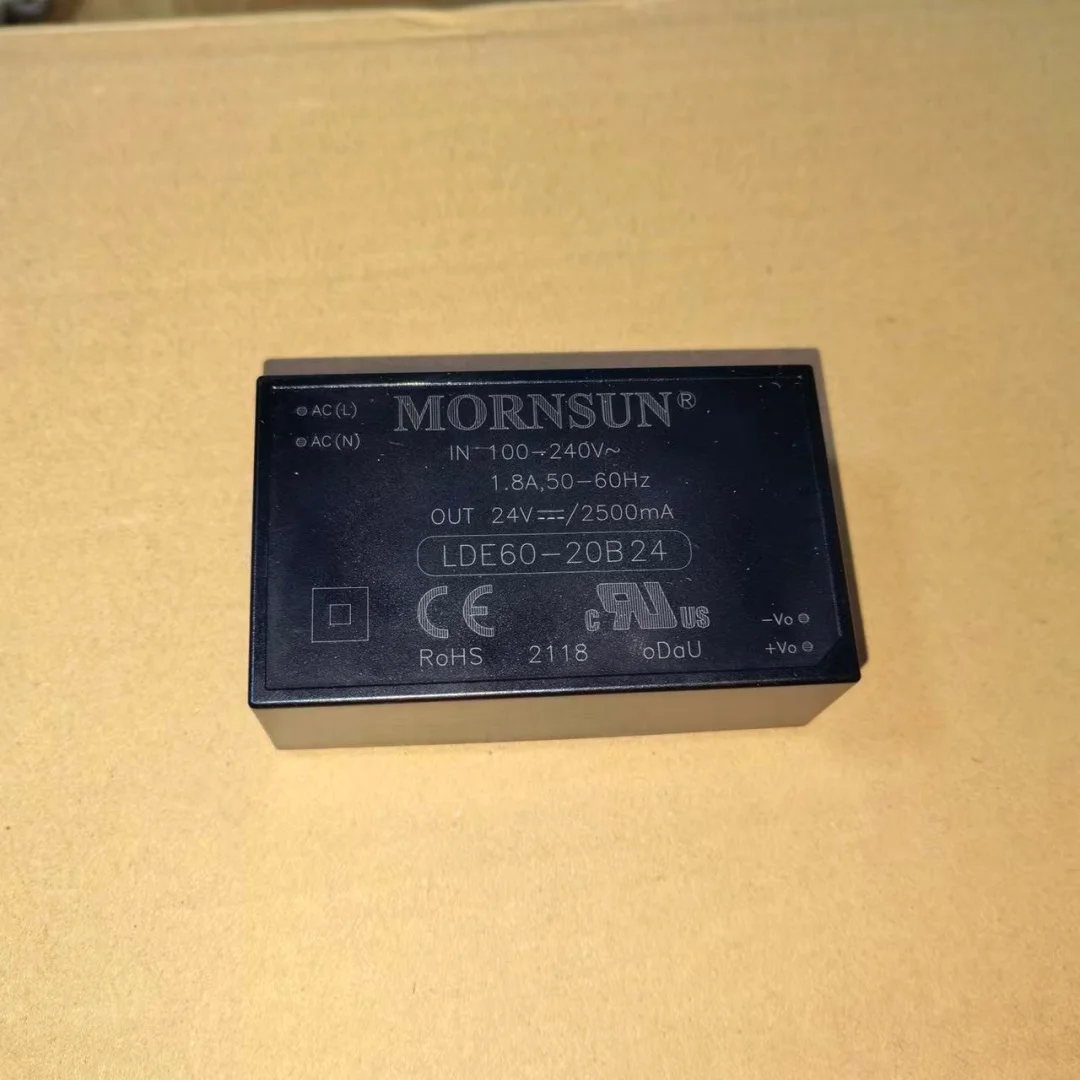 AC(L)
MORNSUN®
AC(N)
IN 100-240V~
1.8A,50-60Hz
OUT 24V⎓/2500mA
LDE60-20B24
CE
c RU US
-Vo
RoHS 2118 oDaU
+Vo